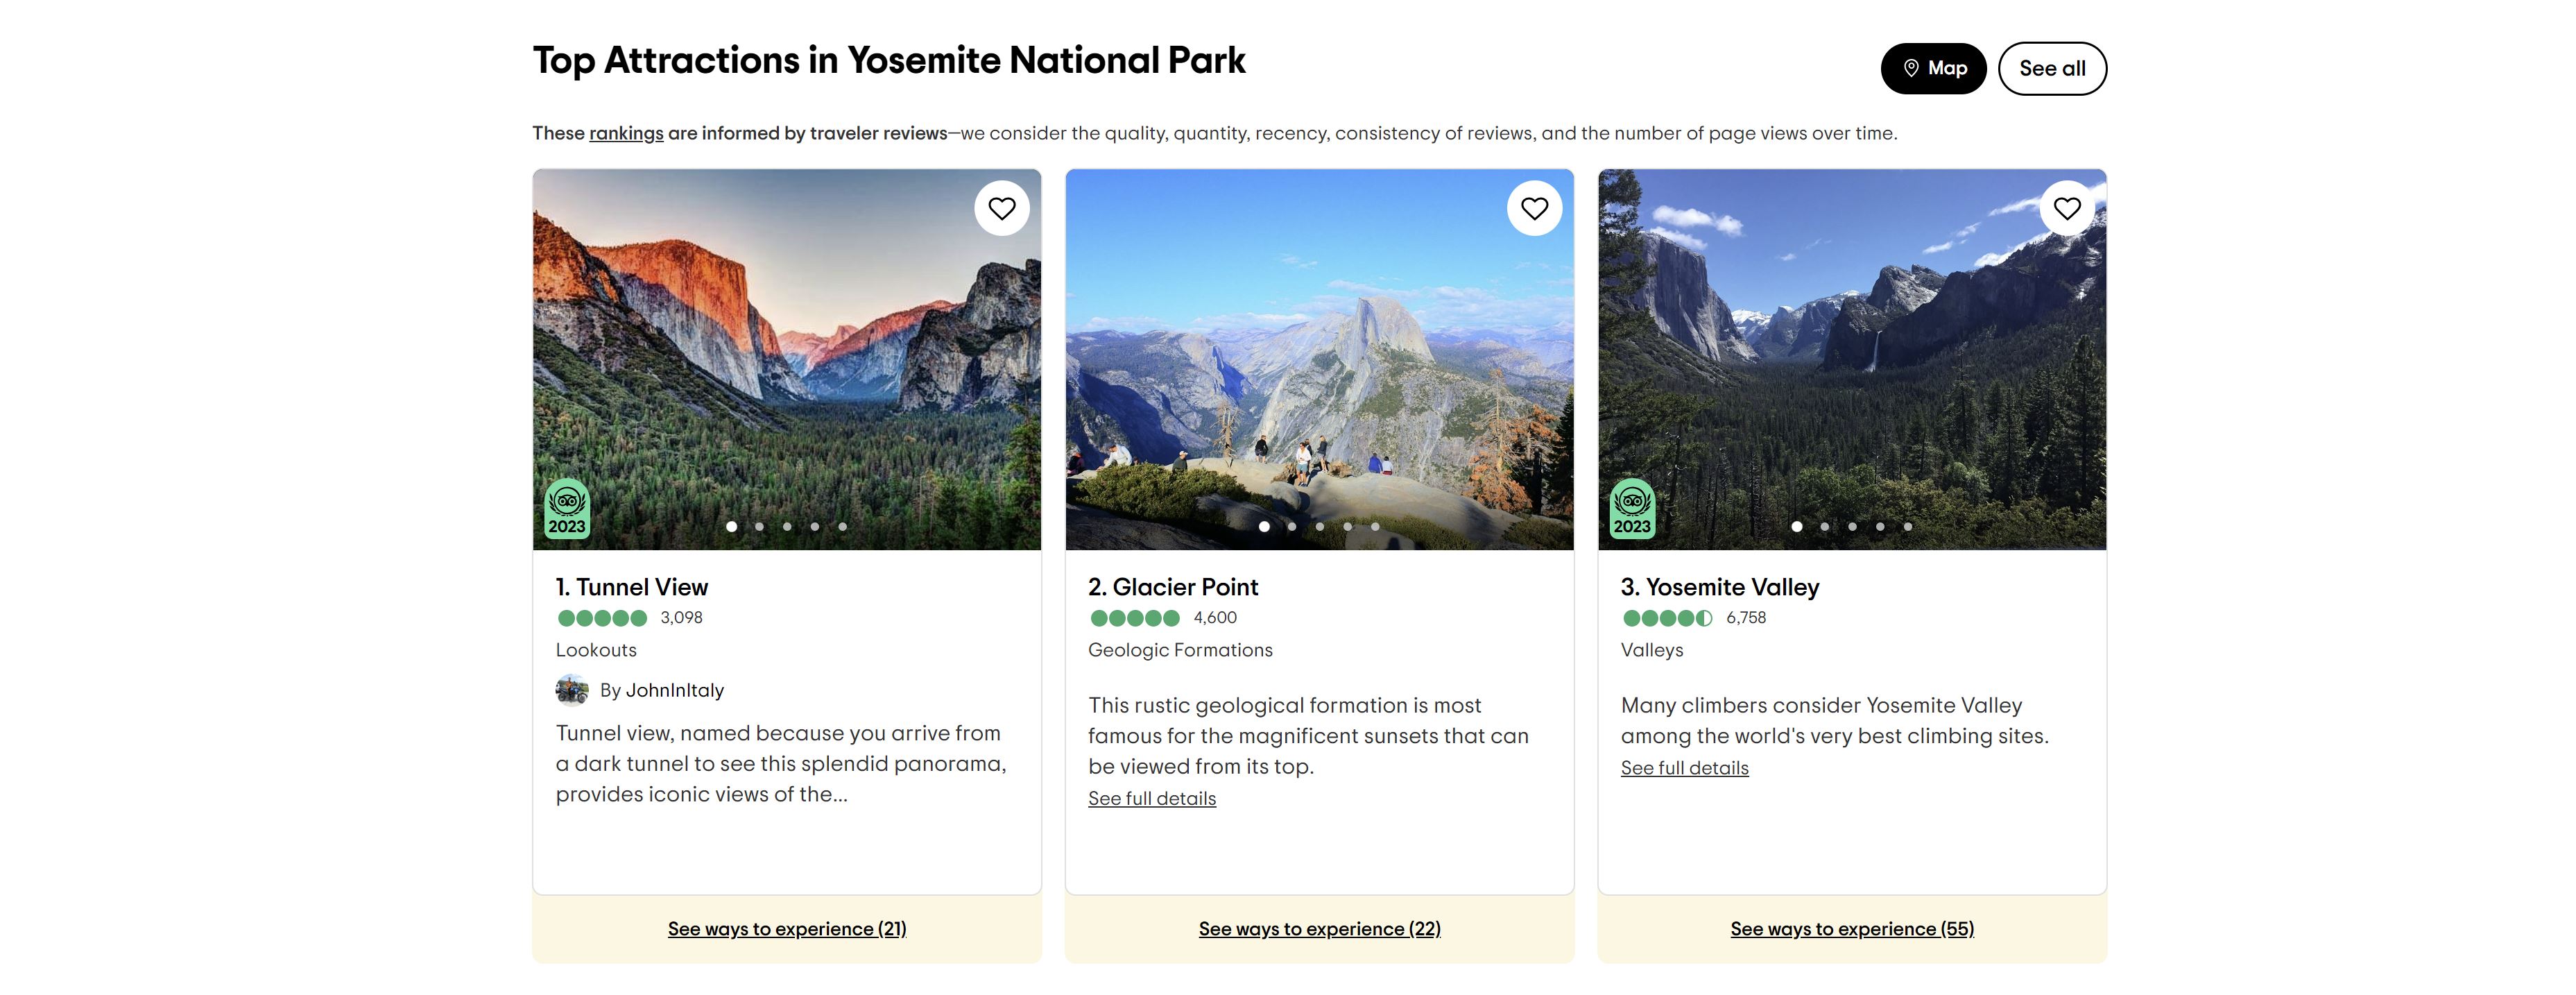 Top Attractions in Yosemite National Park
Map
See all
These rankings are informed by traveler reviews—we consider the quality, quantity, recency, consistency of reviews, and the number of page views over time.
2023
1. Tunnel View
3,098
Lookouts
By JohnInItaly
Tunnel view, named because you arrive from
a dark tunnel to see this splendid panorama,
provides iconic views of the...
See ways to experience (21)
2. Glacier Point
4,600
Geologic Formations
This rustic geological formation is most
famous for the magnificent sunsets that can
be viewed from its top.
See full details
See ways to experience (22)
2023
3. Yosemite Valley
6,758
Valleys
Many climbers consider Yosemite Valley
among the world's very best climbing sites.
See full details
See ways to experience (55)